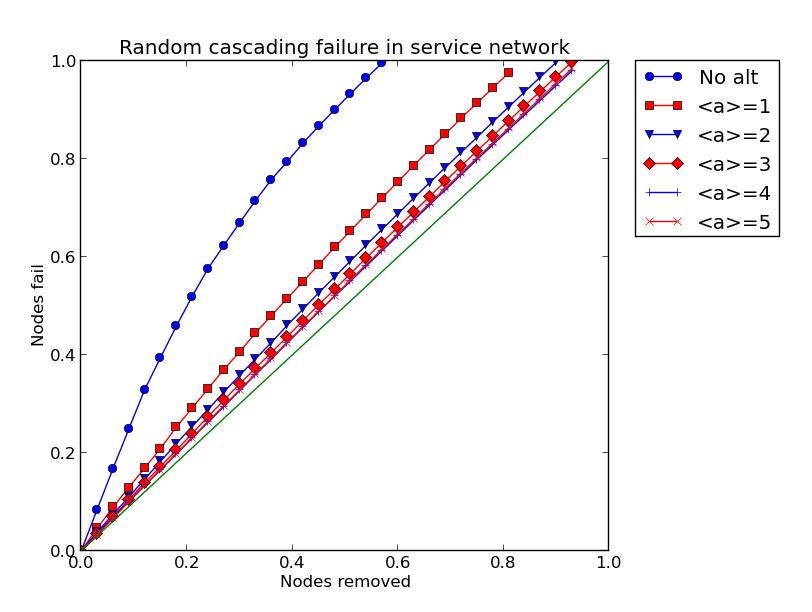 Random cascading failure in service network
1.0
0.8
0.6
0.4
0.2
0.0
Nodes fail
0.0 0.2 0.4 0.6 0.8 1.0
Nodes removed
No alt
<a>=1
<a>=2
<a>=3
<a>=4
<a>=5